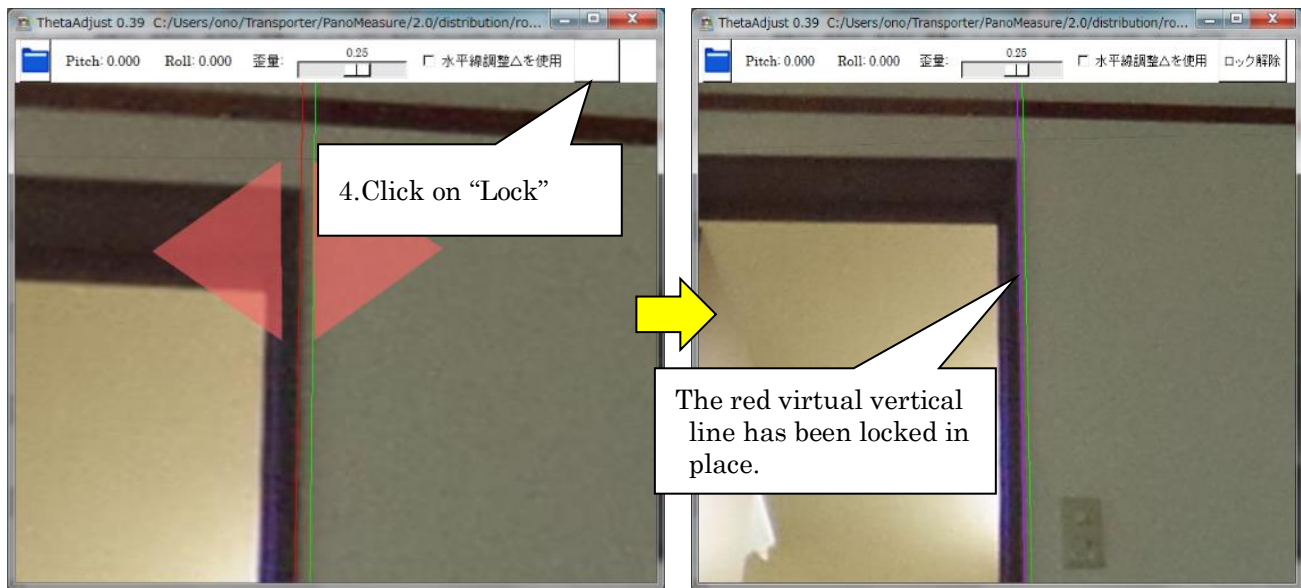 ThetaAdjust 0.39 C:/Users/ono/Transporter/PanoMeasure/2.0/distribution/ro...
Pitch: 0.000 Roll: 0.000 歪量: 0.25 水平線調整△を使用
4.Click on “Lock”
ThetaAdjust 0.39 C:/Users/ono/Transporter/PanoMeasure/2.0/distribution/ro...
Pitch: 0.000 Roll: 0.000 歪量: 0.25 水平線調整△を使用 ロック解除
The red virtual vertical
line has been locked in
place.